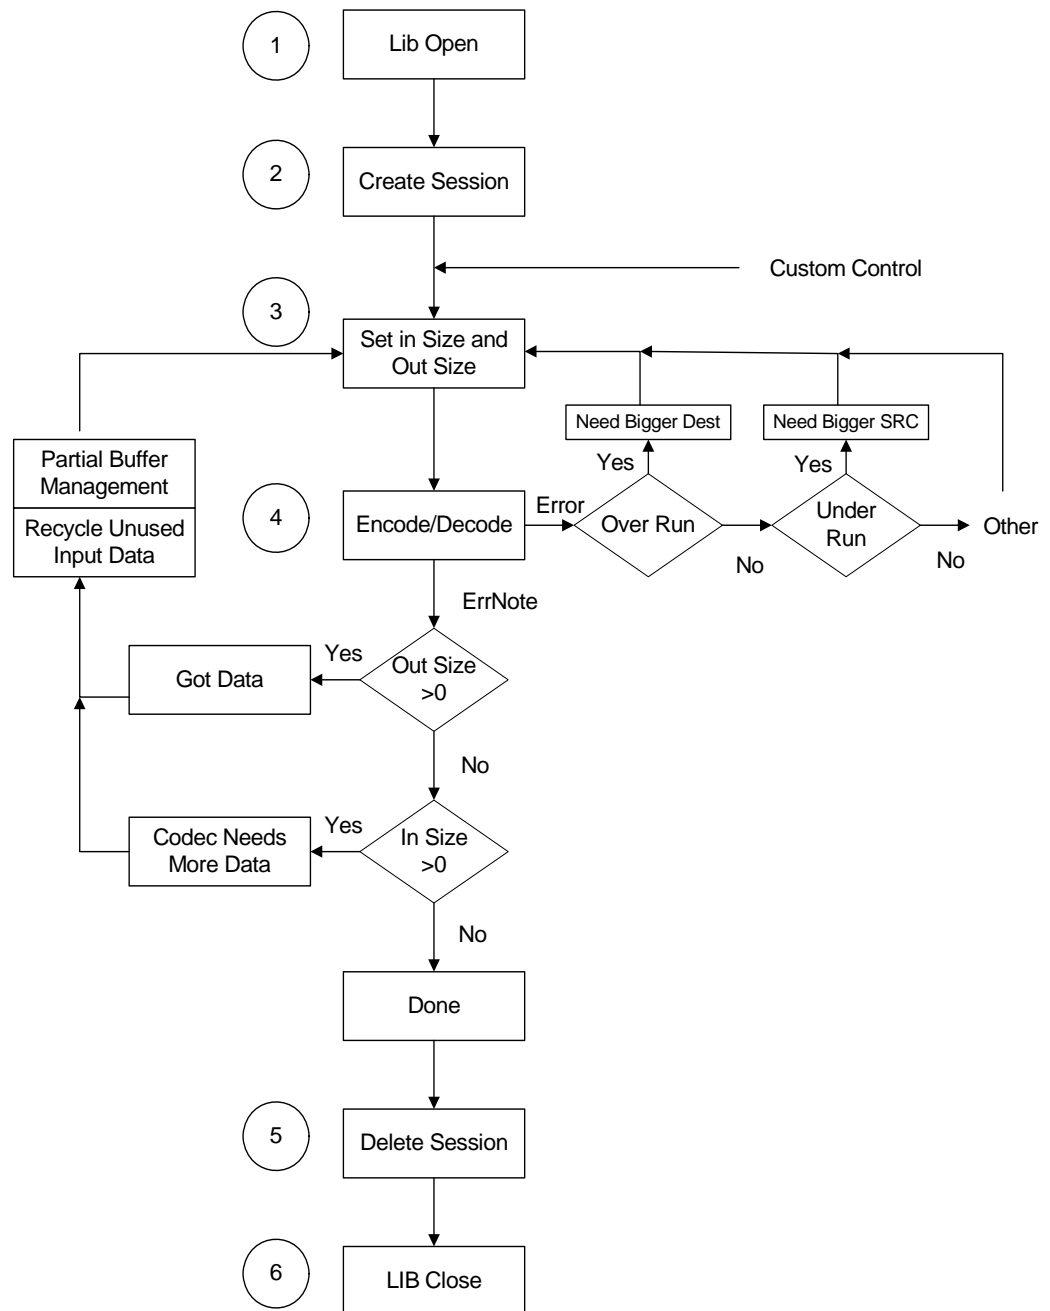 1
Lib Open
2
Create Session
Custom Control
3
Set in Size and
Out Size
Need Bigger Dest
Need Bigger SRC
Partial Buffer
Management
Recycle Unused
Input Data
Yes
Yes
4
Encode/Decode
Error
Over Run
No
Under
Run
No
Other
ErrNote
Out Size
>0
Yes
Got Data
No
In Size
>0
Yes
Codec Needs
More Data
No
Done
5
Delete Session
6
LIB Close